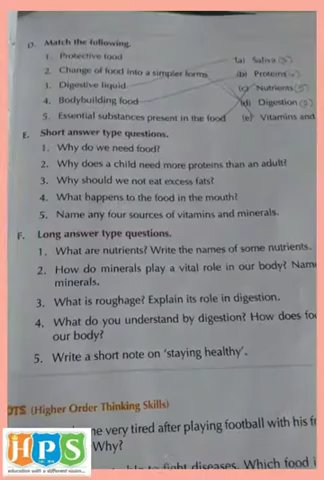 D. Match the following.
1. Protective food (a) Saliva (3)
2. Change of food into a simpler forms (b) Proteins
3. Digestive liquid (c) Nutrients (5)
4. Bodybuilding food (d) Digestion
5. Essential substances present in the food (e) Vitamins and
E. Short answer type questions.
1. Why do we need food?
2. Why does a child need more proteins than an adult?
3. Why should we not eat excess fats?
4. What happens to the food in the mouth?
5. Name any four sources of vitamins and minerals.
F. Long answer type questions.
1. What are nutrients? Write the names of some nutrients.
2. How do minerals play a vital role in our body? Name
minerals.
3. What is roughage? Explain its role in digestion.
4. What do you understand by digestion? How does
our body?
5. Write a short note on 'staying healthy'.
OTS (Higher Order Thinking Skills)
me very tired after playing football with his
Why?
to fight diseases. Which food
HPS
education with a different vision...